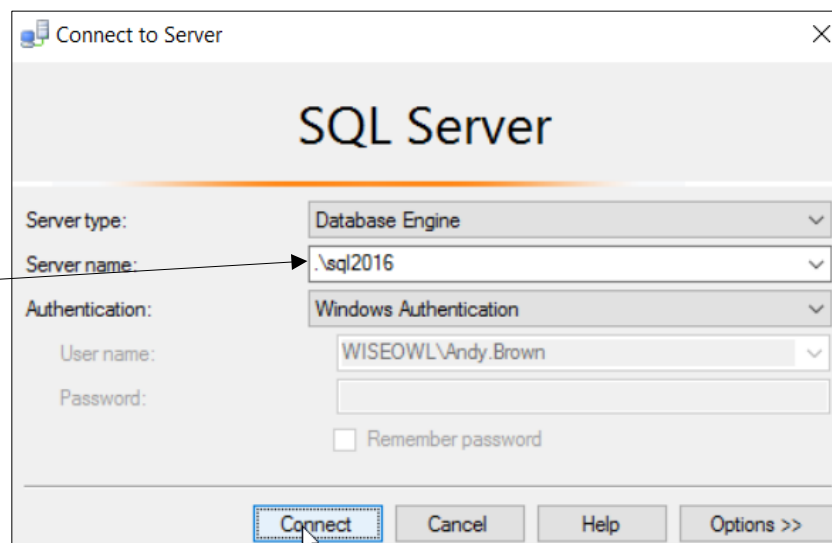 Connect to Server
SQL Server
Server type: Database Engine
Server name: .\sql2016
Authentication: Windows Authentication
User name: WISEOWL\Andy.Brown
Password:
Remember password
Connect Cancel Help Options >>